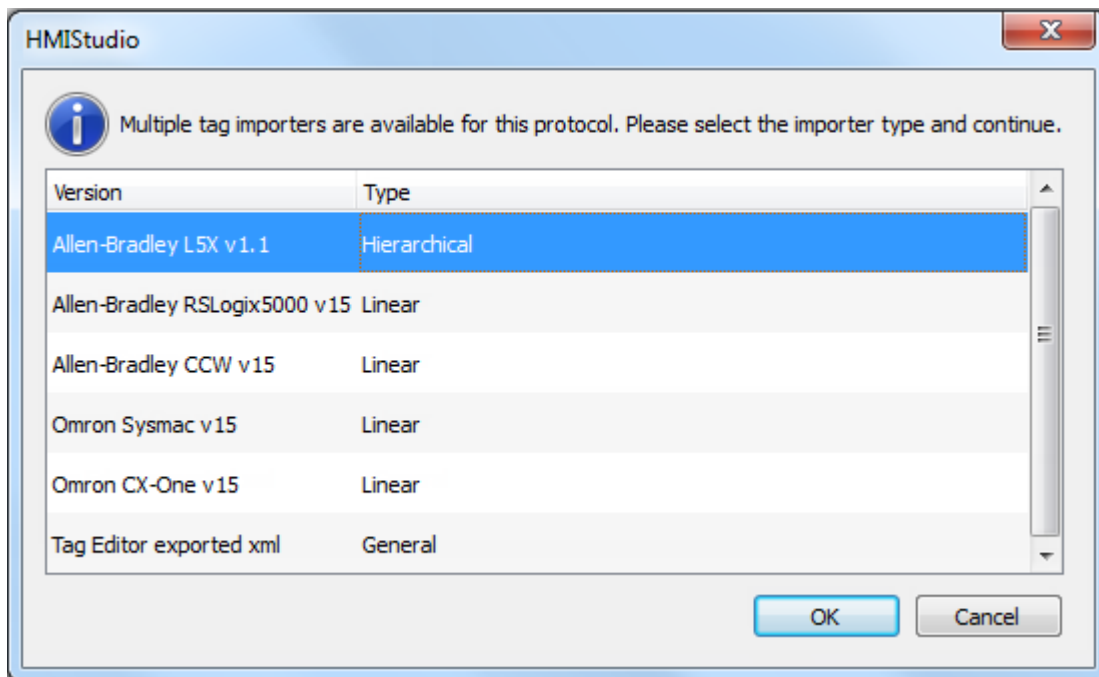 HMIStudio
Multiple tag importers are available for this protocol. Please select the importer type and continue.
Version Type
Allen-Bradley L5X v1.1 Hierarchical
Allen-Bradley RSLogix5000 v15 Linear
Allen-Bradley CCW v15 Linear
Omron Sysmac v15 Linear
Omron CX-One v15 Linear
Tag Editor exported xml General
OK Cancel